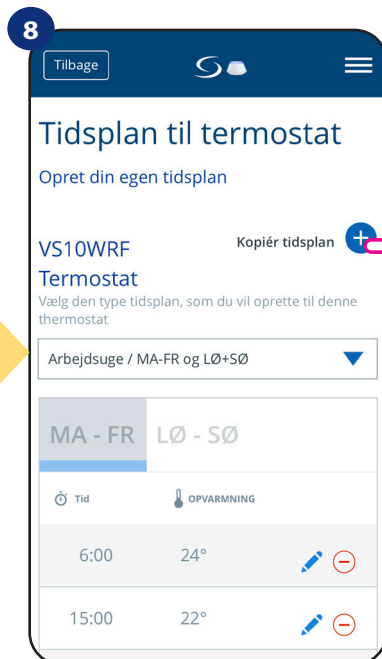 8
Tilbage
Tidsplan til termostat
Opret din egen tidsplan
VS10WRF
Termostat
Kopiér tidsplan
Vælg den type tidsplan, som du vil oprette til denne
thermostat
Arbejdsuge / MA-FR og LØ+SØ
MA - FR LØ - SØ
Tid OPVARMNING
6:00 24°
15:00 22°